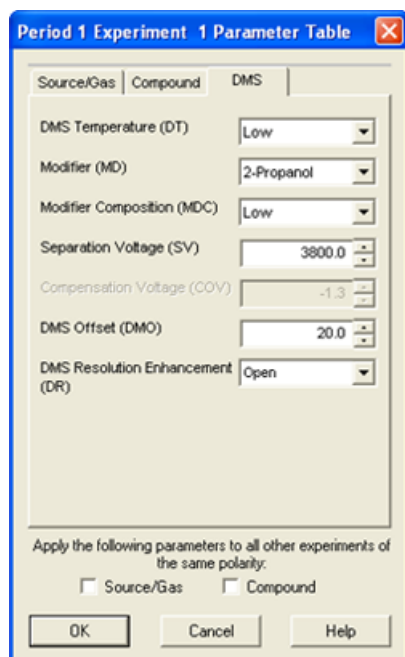 Period 1 Experiment 1 Parameter Table
Source/Gas Compound DMS
DMS Temperature (DT) Low
Modifier (MD) 2-Propanol
Modifier Composition (MDC) Low
Separation Voltage (SV) 3800.0
Compensation Voltage (COV) -1.3
DMS Offset (DMO) 20.0
DMS Resolution Enhancement (DR) Open
Apply the following parameters to all other experiments of
the same polarity:
Source/Gas Compound
OK Cancel Help